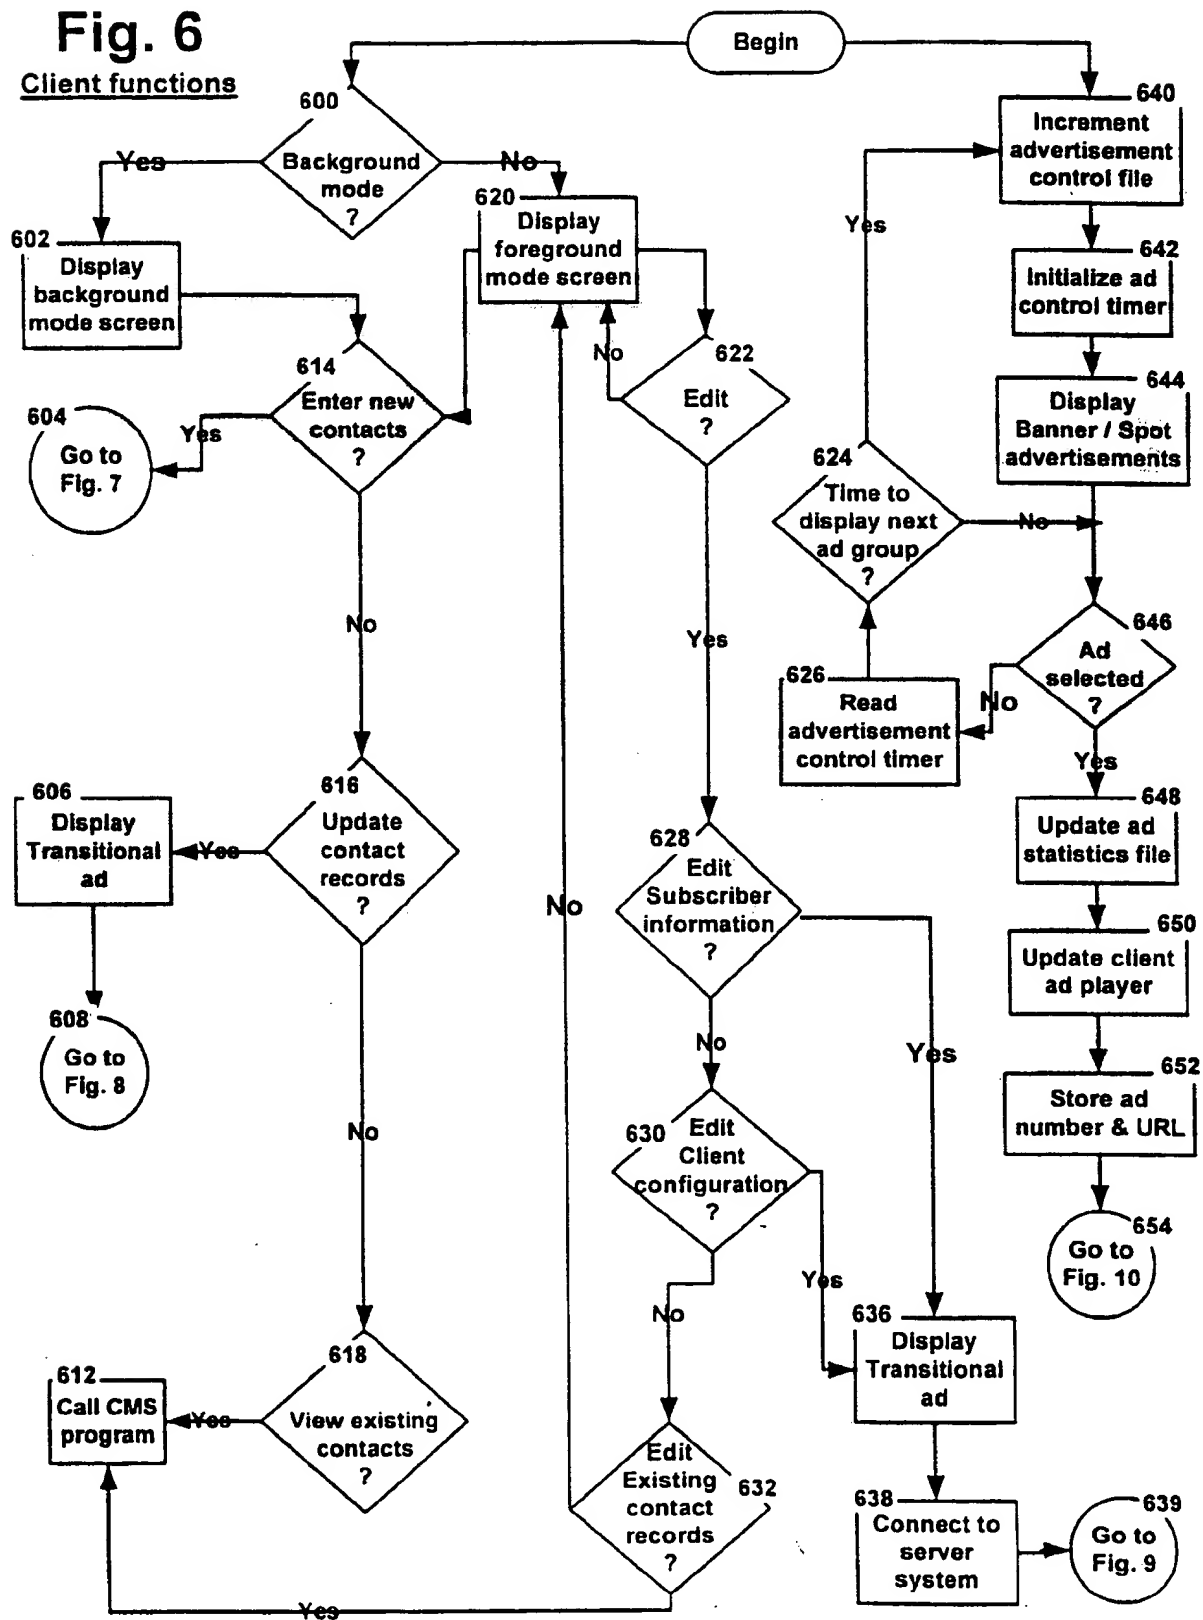 Fig. 6
Client functions
Begin
600
Background
mode
?
Yes
No
640
Increment
advertisement
control file
602
Display
background
mode screen
620
Display
foreground
mode screen
Yes
642
Initialize ad
control timer
614
Enter new
contacts
?
No
622
Edit
?
644
Display
Banner / Spot
advertisements
604
Go to
Fig. 7
Yes
624
Time to
display next
ad group
?
No
No
Yes
646
Ad
selected
?
626
Read
advertisement
control timer
No
Yes
606
Display
Transitional
ad
Yes
616
Update
contact
records
?
628
Edit
Subscriber
information
?
648
Update ad
statistics file
No
650
Update client
ad player
608
Go to
Fig. 8
No
Yes
652
Store ad
number & URL
No
630
Edit
Client
configuration
?
654
Go to
Fig. 10
Yes
No
636
Display
Transitional
ad
612
Call CMS
program
Yes
618
View existing
contacts
?
Edit
Existing
contact
records
?
632
638
Connect to
server
system
639
Go to
Fig. 9
Yes